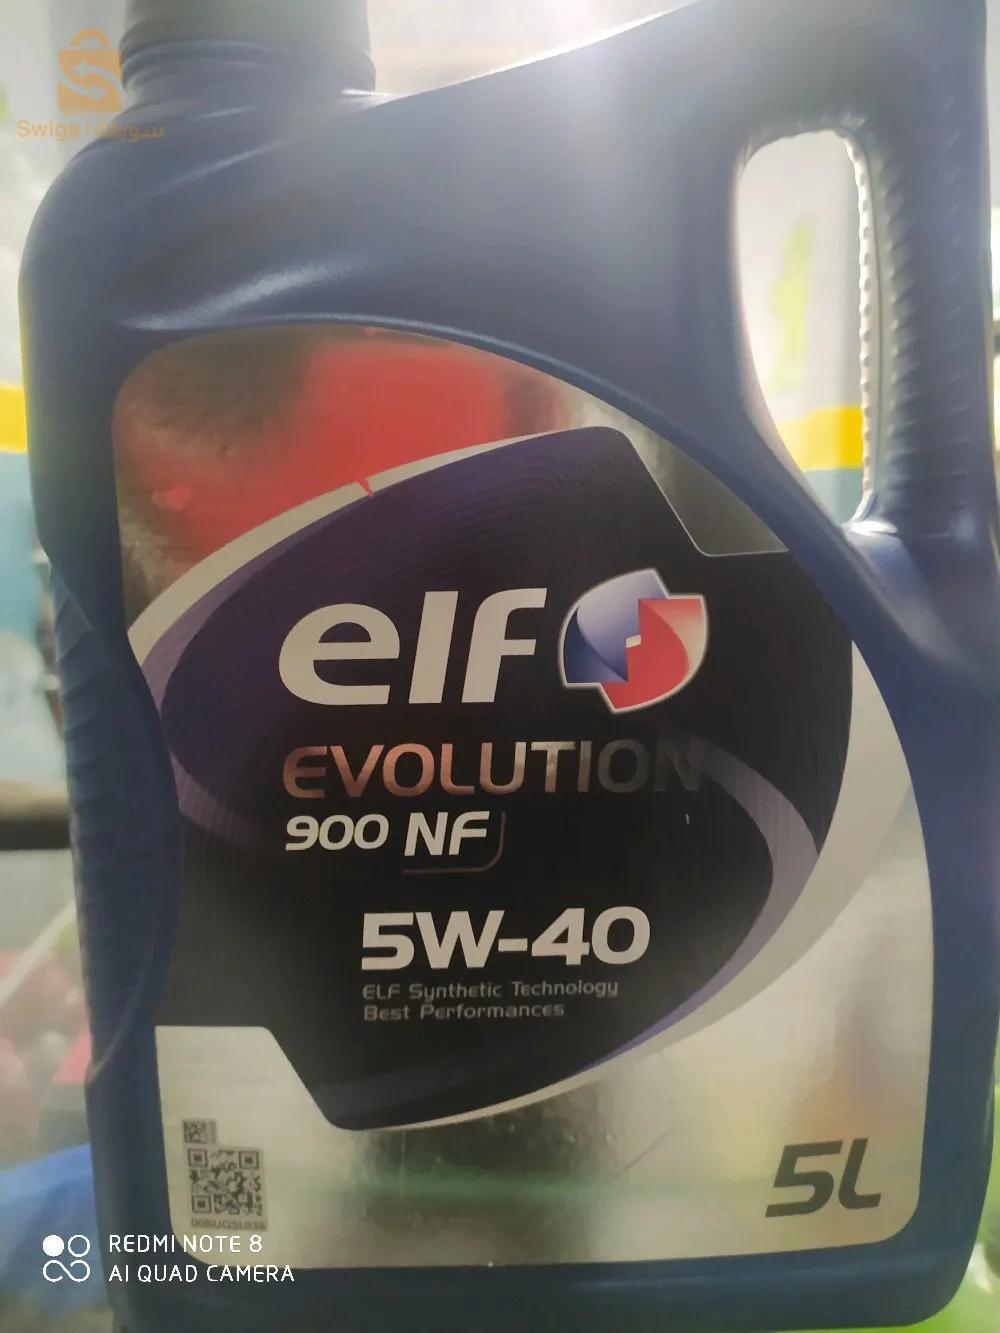 Swiga | سويقة
elf
EVOLUTION
900 NF
5W-40
ELF Synthetic Technology
Best Performances
5L
REDMI NOTE 8
AI QUAD CAMERA